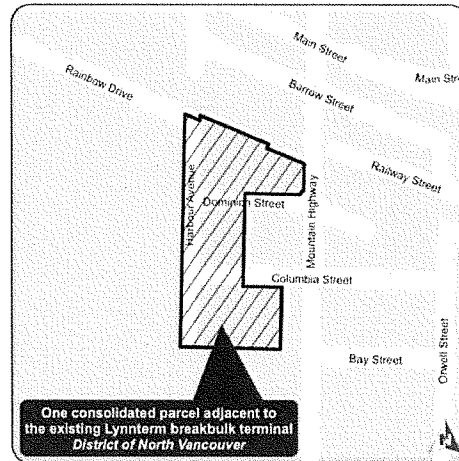 Main Street
Main Stre
Rainbow Drive
Barrow Street
Railway Street
Harbour Avenue
Dominion Street
Mountain Highway
Columbia Street
Bay Street
Orwell Street
One consolidated parcel adjacent to
the existing Lynnterm breakbulk terminal
District of North Vancouver